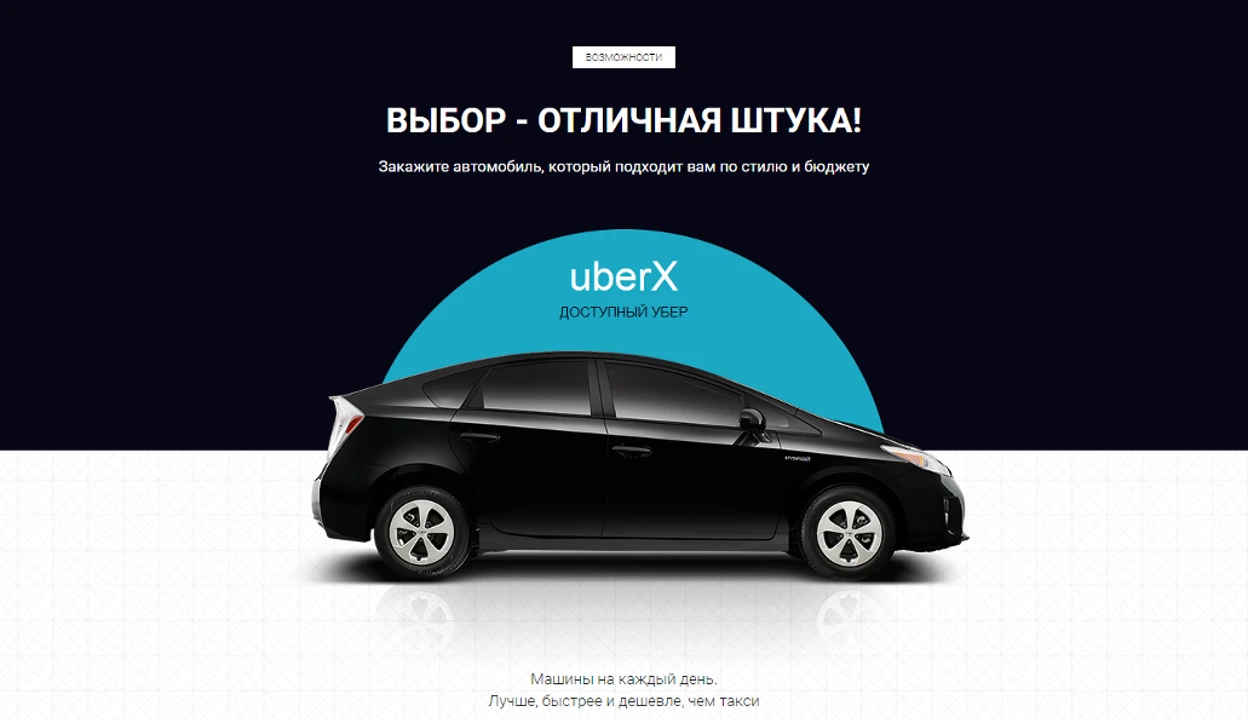 ВОЗМОЖНОСТИ
ВЫБОР - ОТЛИЧНАЯ ШТУКА!
Закажите автомобиль, который подходит вам по стилю и бюджету
uberX
ДОСТУПНЫЙ УБЕР
HYBRID
Машины на каждый день.
Лучше, быстрее и дешевле, чем такси